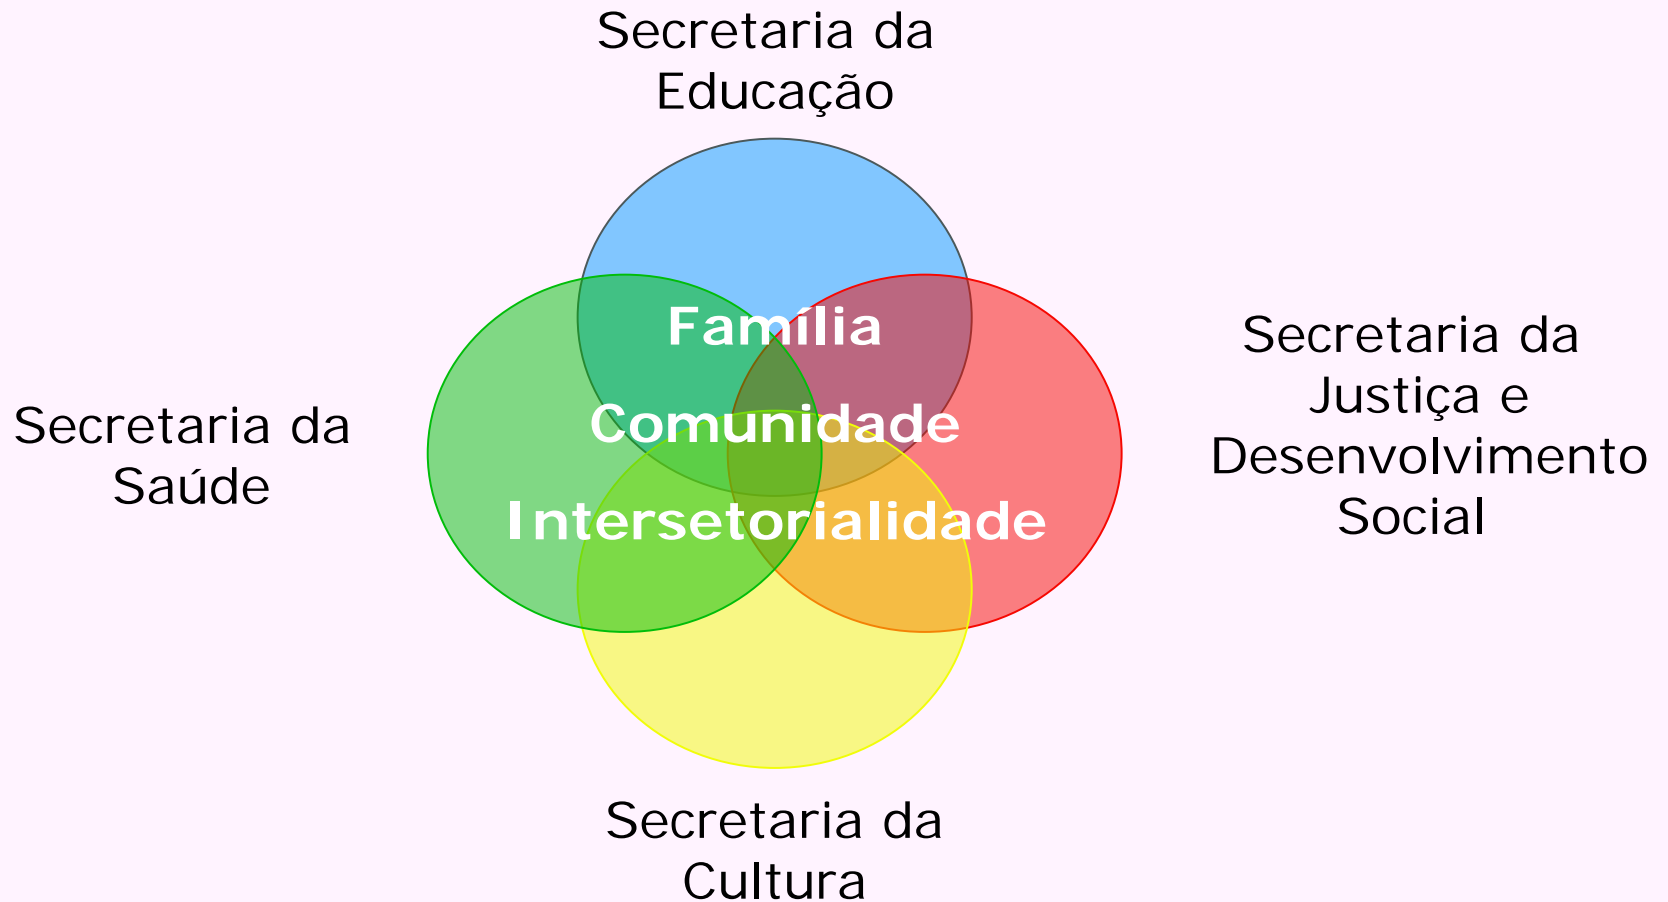 Secretaria da
Educação
Família
Comunidade
Intersetorialidade
Secretaria da
Saúde
Secretaria da
Justiça e
Desenvolvimento
Social
Secretaria da
Cultura